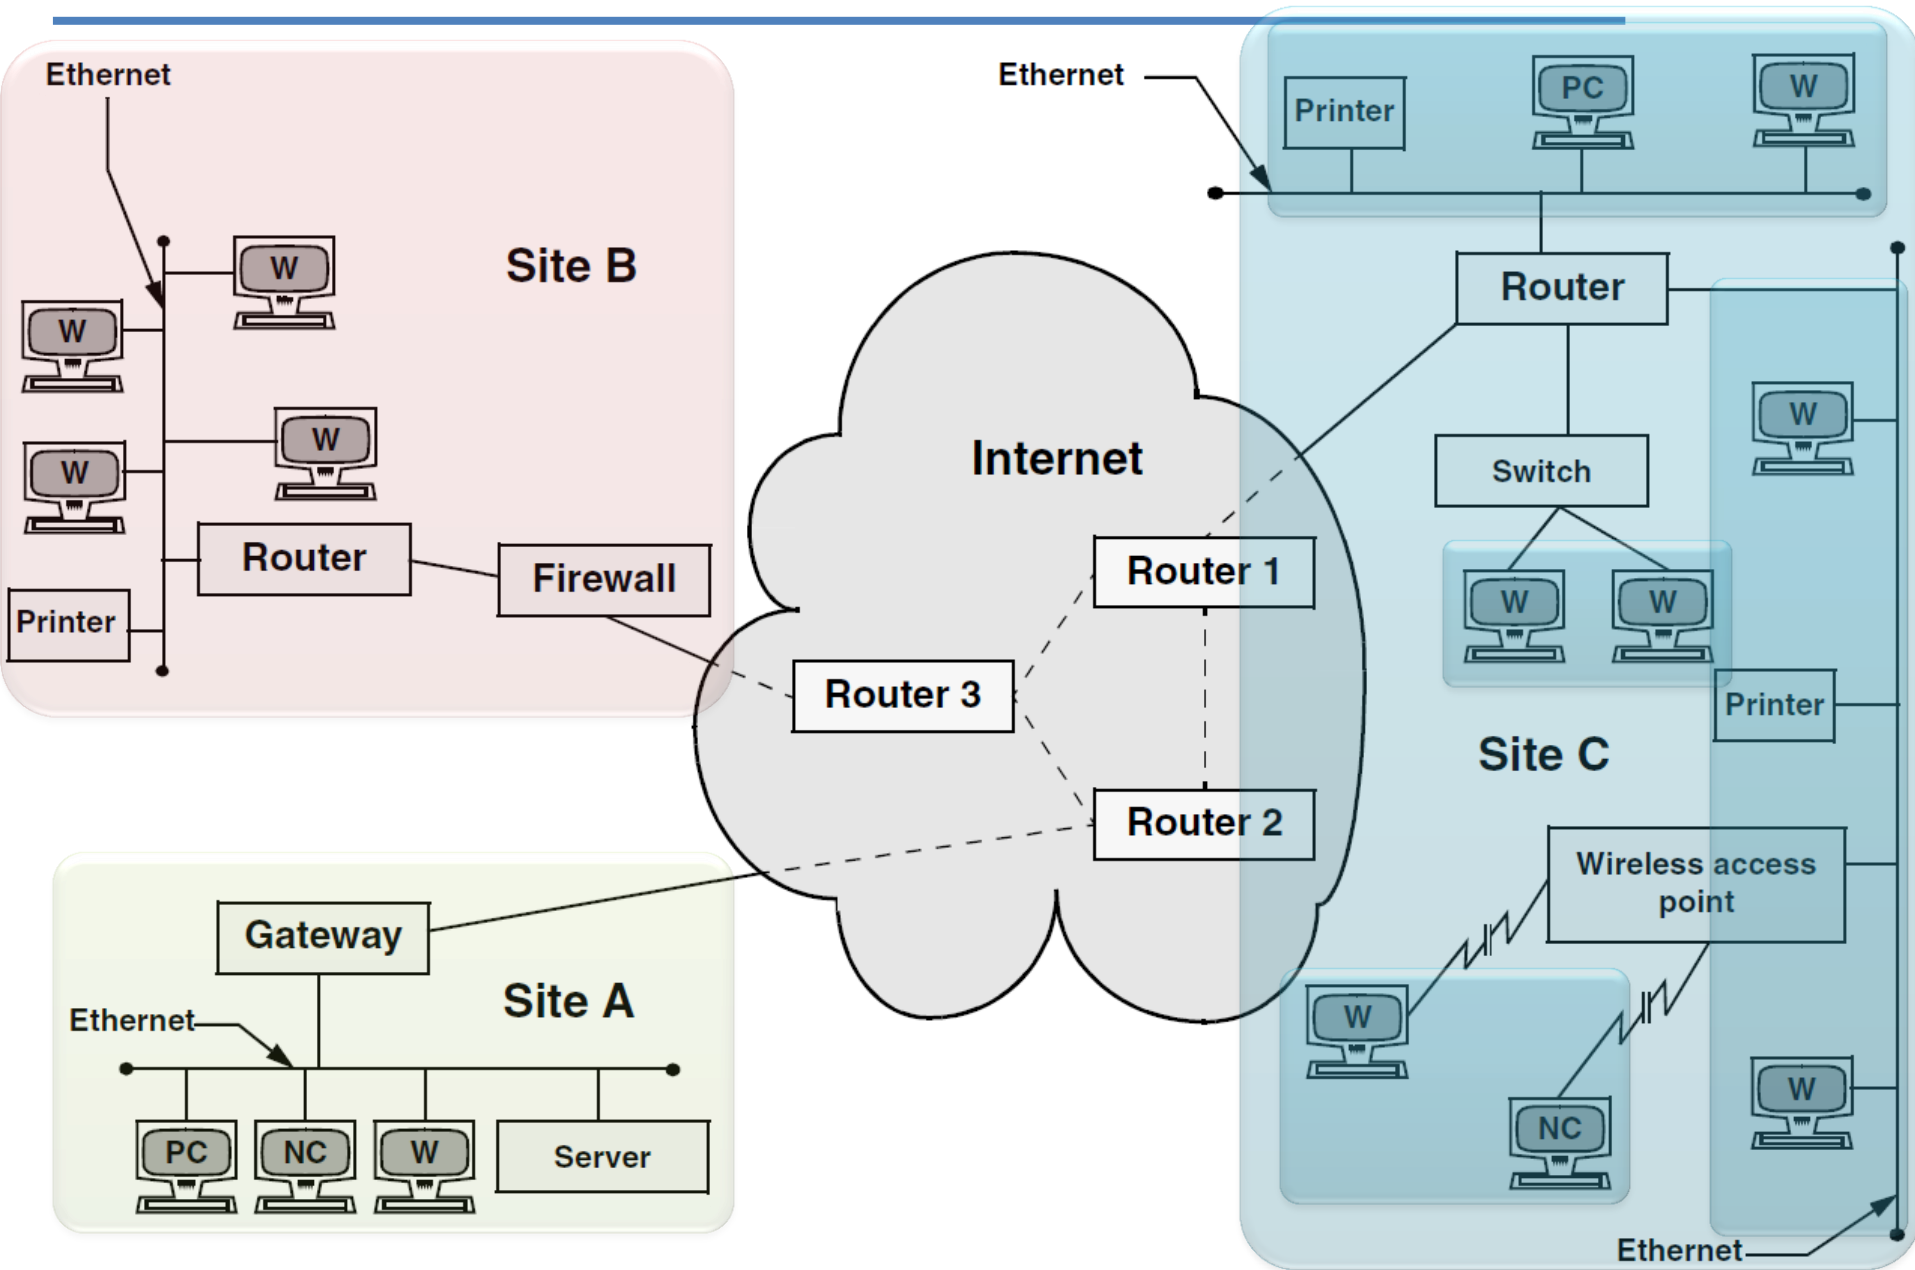 Ethernet
Site B
W
W
W
W
Router
Firewall
Printer
Internet
Router 1
Router 3
Router 2
Gateway
Site A
Ethernet
PC
NC
W
Server
Ethernet
Printer
PC
W
Router
Switch
W
W
W
Printer
Site C
Wireless access
point
W
NC
W
Ethernet